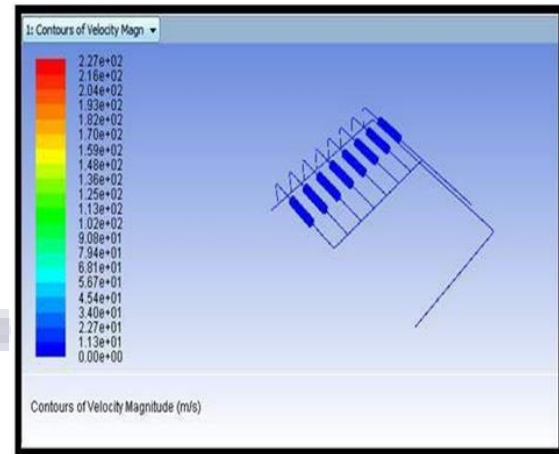 1: Contours of Velocity Magn
2.27e+02
2.16e+02
2.04e+02
1.93e+02
1.82e+02
1.70e+02
1.59e+02
1.48e+02
1.36e+02
1.25e+02
1.13e+02
1.02e+02
9.08e+01
7.94e+01
6.81e+01
5.67e+01
4.54e+01
3.40e+01
2.27e+01
1.13e+01
0.00e+00
Contours of Velocity Magnitude (m/s)